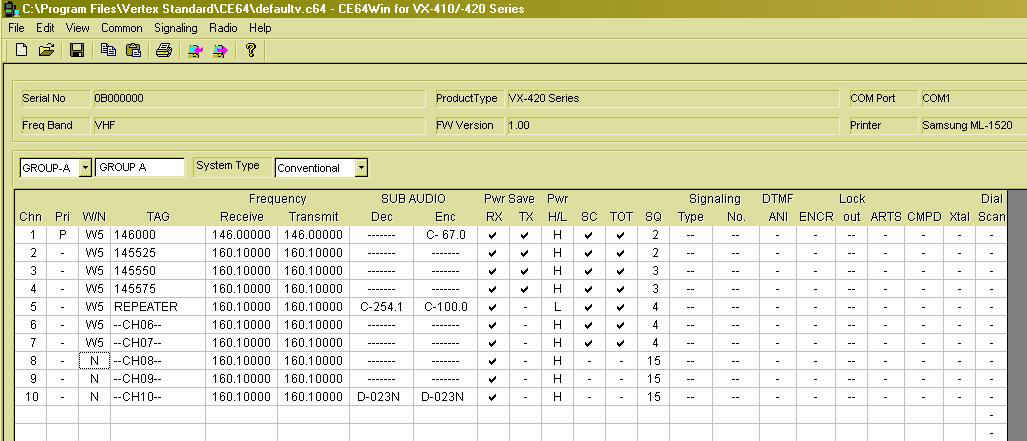 C:\Program Files\Vertex Standard\CE64\defaultv.c64 - CE64Win for VX-410/-420 Series
File Edit View Common Signaling Radio Help
Serial No 0B000000 ProductType VX-420 Series COM Port COM1
Freq Band VHF FW Version 1.00 Printer Samsung ML-1520
GROUP-A GROUP A System Type Conventional
Frequency SUB AUDIO Pwr Save Pwr Signaling DTMF Lock Dial
Chn Pri W/N TAG Receive Transmit Dec Enc RX TX H/L SC TOT SQ Type No. ANI ENCR out ARTS CMPD Xtal Scan
1 P W5 146000 146.00000 146.00000 ------- C- 67.0 ✔ ✔ H ✔ ✔ 2 -- -- - - - - - - -
2 - W5 145525 160.10000 160.10000 ------- ------- ✔ ✔ H ✔ ✔ 2 -- -- - - - - - - -
3 - W5 145550 160.10000 160.10000 ------- ------- ✔ ✔ H ✔ ✔ 3 -- -- - - - - - - -
4 - W5 145575 160.10000 160.10000 ------- ------- ✔ ✔ H ✔ ✔ 3 -- -- - - - - - - -
5 - W5 REPEATER 160.10000 160.10000 C-254.1 C-100.0 ✔ - L ✔ ✔ 4 -- -- - - - - - - -
6 - W5 --CH06-- 160.10000 160.10000 ------- ------- ✔ - H ✔ ✔ 4 -- -- - - - - - - -
7 - W5 --CH07-- 160.10000 160.10000 ------- ------- ✔ - H ✔ ✔ 4 -- -- - - - - - - -
8 - N --CH08-- 160.10000 160.10000 ------- ------- ✔ - H - - 15 -- -- - - - - - - -
9 - N --CH09-- 160.10000 160.10000 ------- ------- ✔ - H - - 15 -- -- - - - - - - -
10 - N --CH10-- 160.10000 160.10000 D-023N D-023N ✔ - H - - 15 -- -- - - - - - - -
-
-